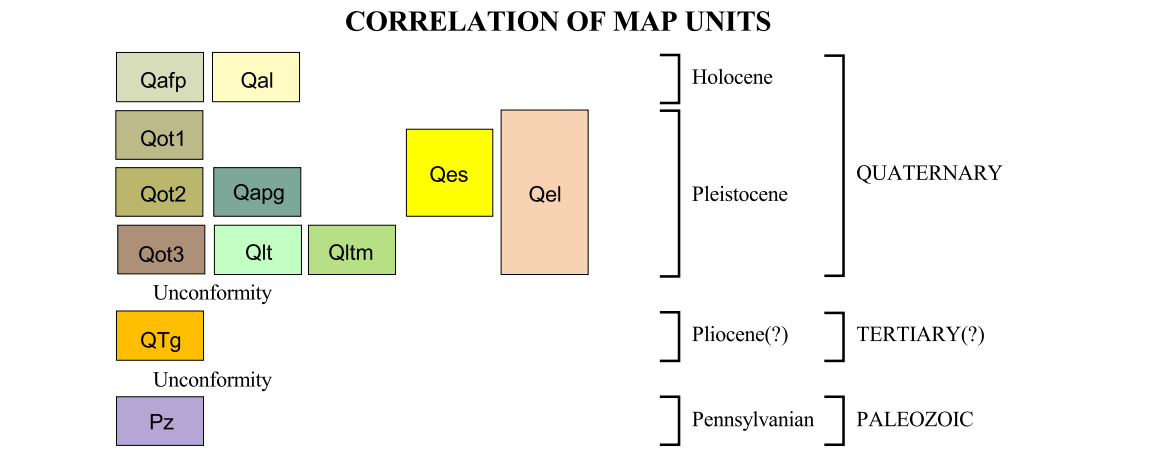 CORRELATION OF MAP UNITS
Qafp Qal Holocene
Qot1
Qes
Qot2 Qapg Qel Pleistocene QUATERNARY
Qot3 Qlt Qltm
Unconformity
QTg Pliocene(?) TERTIARY(?)
Unconformity
Pz Pennsylvanian PALEOZOIC